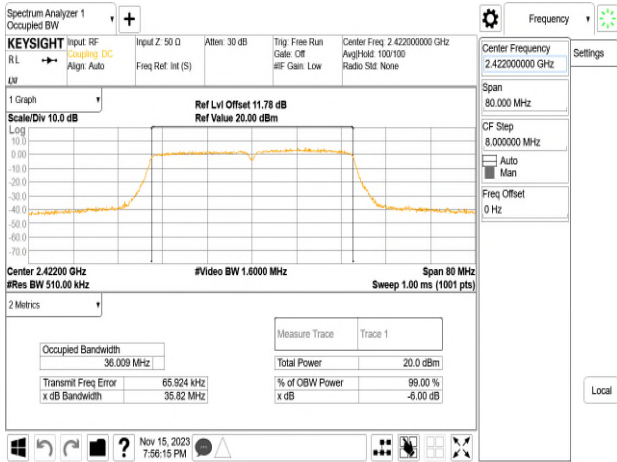 Spectrum Analyzer 1
Occupied BW
Frequency
KEYSIGHT
Input: RF
Coupling: DC
Align: Auto
Input Z: 50 Ω
Freq Ref: Int (S)
Atten: 30 dB
Trig: Free Run
Gate: Off
#IF Gain: Low
Center Freq: 2.422000000 GHz
Avg|Hold: 100/100
Radio Std: None
RL
LXI
1 Graph
Scale/Div 10.0 dB
Ref Lvl Offset 11.78 dB
Ref Value 20.00 dBm
Log
10.0
0.00
-10.0
-20.0
-30.0
-40.0
-50.0
-60.0
-70.0
Center 2.42200 GHz
#Res BW 510.00 kHz
#Video BW 1.6000 MHz
Span 80 MHz
Sweep 1.00 ms (1001 pts)
2 Metrics
Measure Trace Trace 1
Occupied Bandwidth
36.009 MHz
Total Power 20.0 dBm
Transmit Freq Error 65.924 kHz
% of OBW Power 99.00 %
x dB Bandwidth 35.82 MHz
x dB -6.00 dB
Center Frequency
2.422000000 GHz
Settings
Span
80.000 MHz
CF Step
8.000000 MHz
Auto
Man
Freq Offset
0 Hz
Local
?
Nov 15, 2023
7:56:15 PM